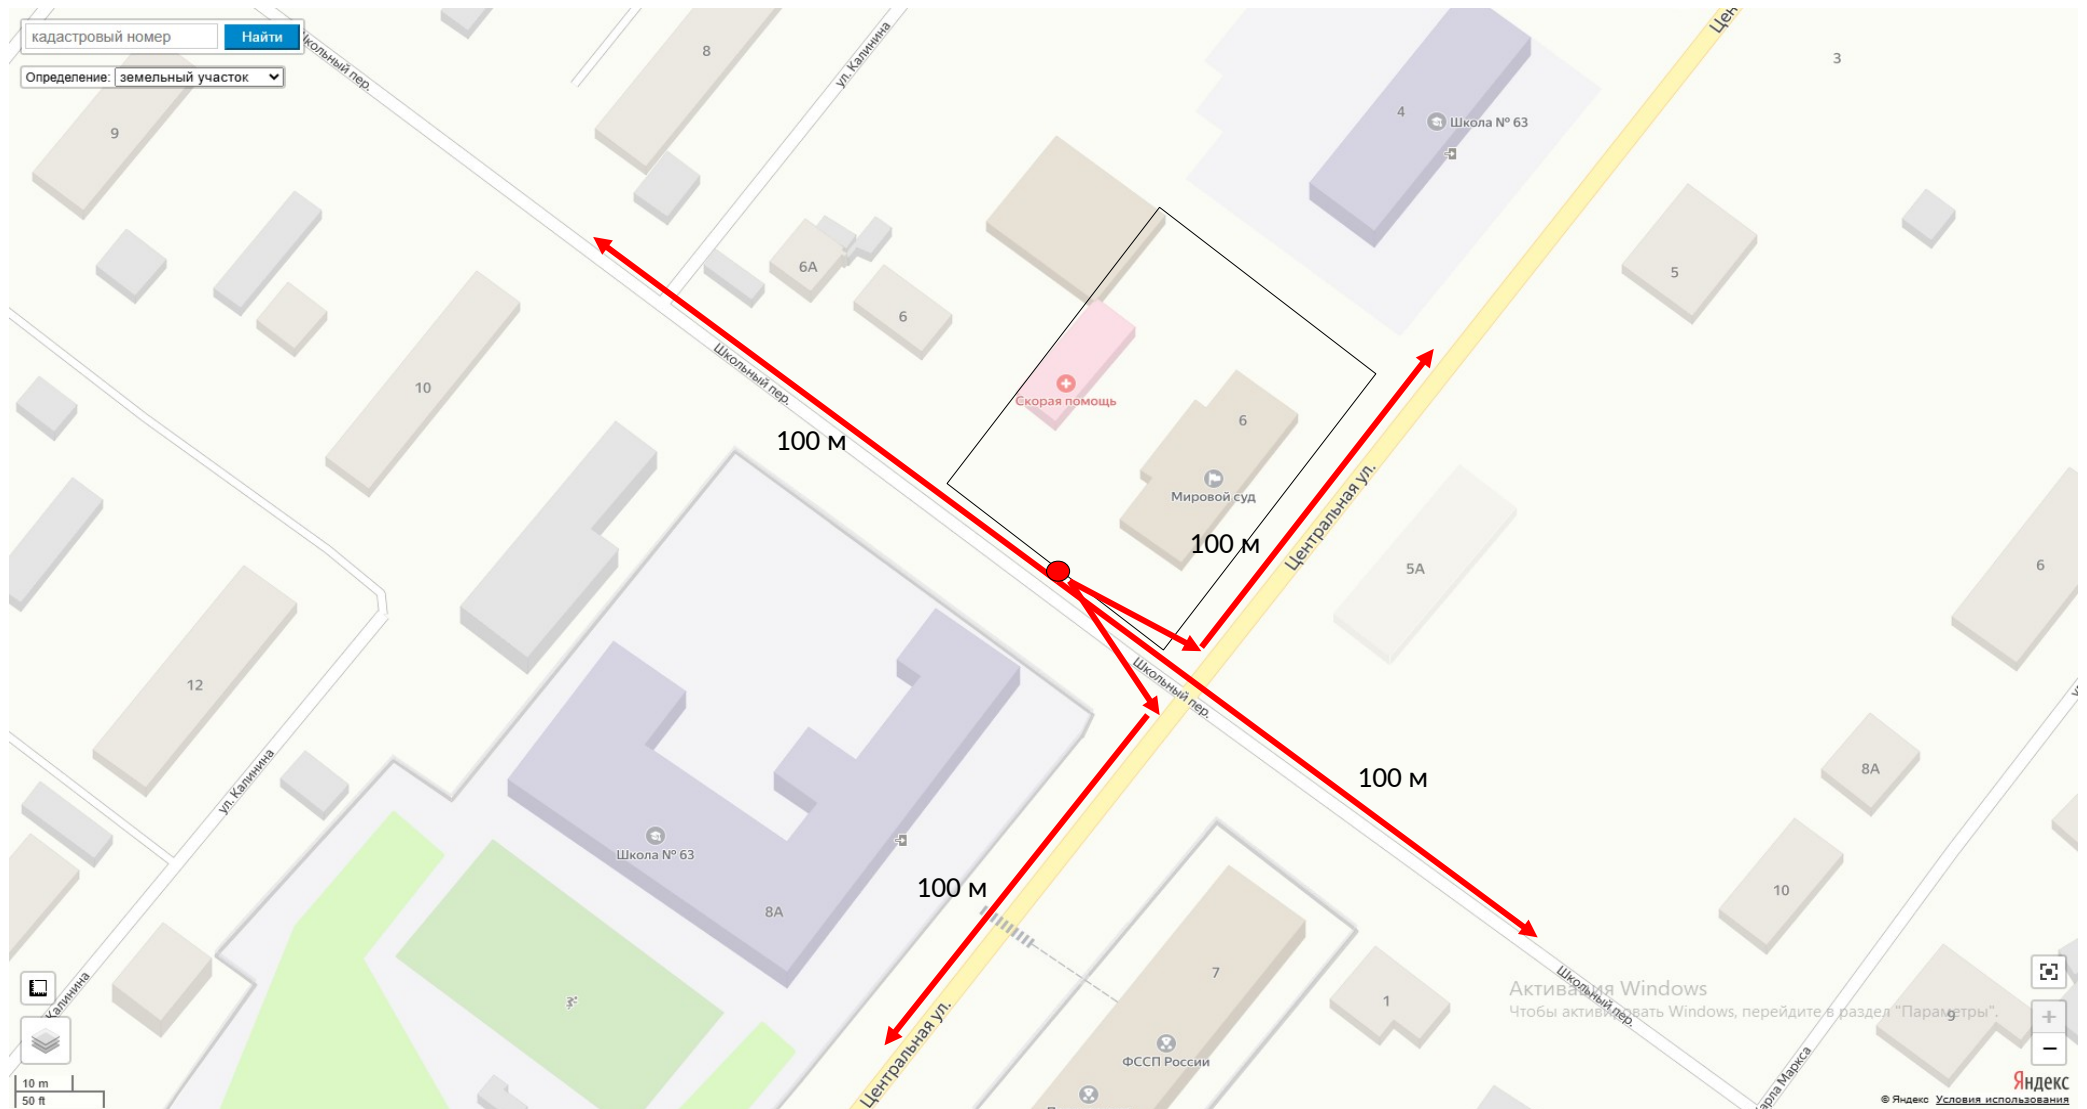 кадастровый номер
Найти
Определение: земельный участок
Школьный пер.
ул. Калинина
8
9
3
4
Школа № 63
5
6А
6
10
Школьный пер.
Скорая помощь
100 м
6
Мировой суд
100 м
Центральная ул.
5А
6
12
Школьный пер.
ул. Калинина
100 м
8А
Школа № 63
8А
100 м
10
7
1
Калинина
Школьный пер.
9
Активация Windows
Чтобы активировать Windows, перейдите в раздел "Параметры".
Центральная ул.
ФССП России
+
−
10 m
50 ft
Яндекс
© Яндекс Условия использования